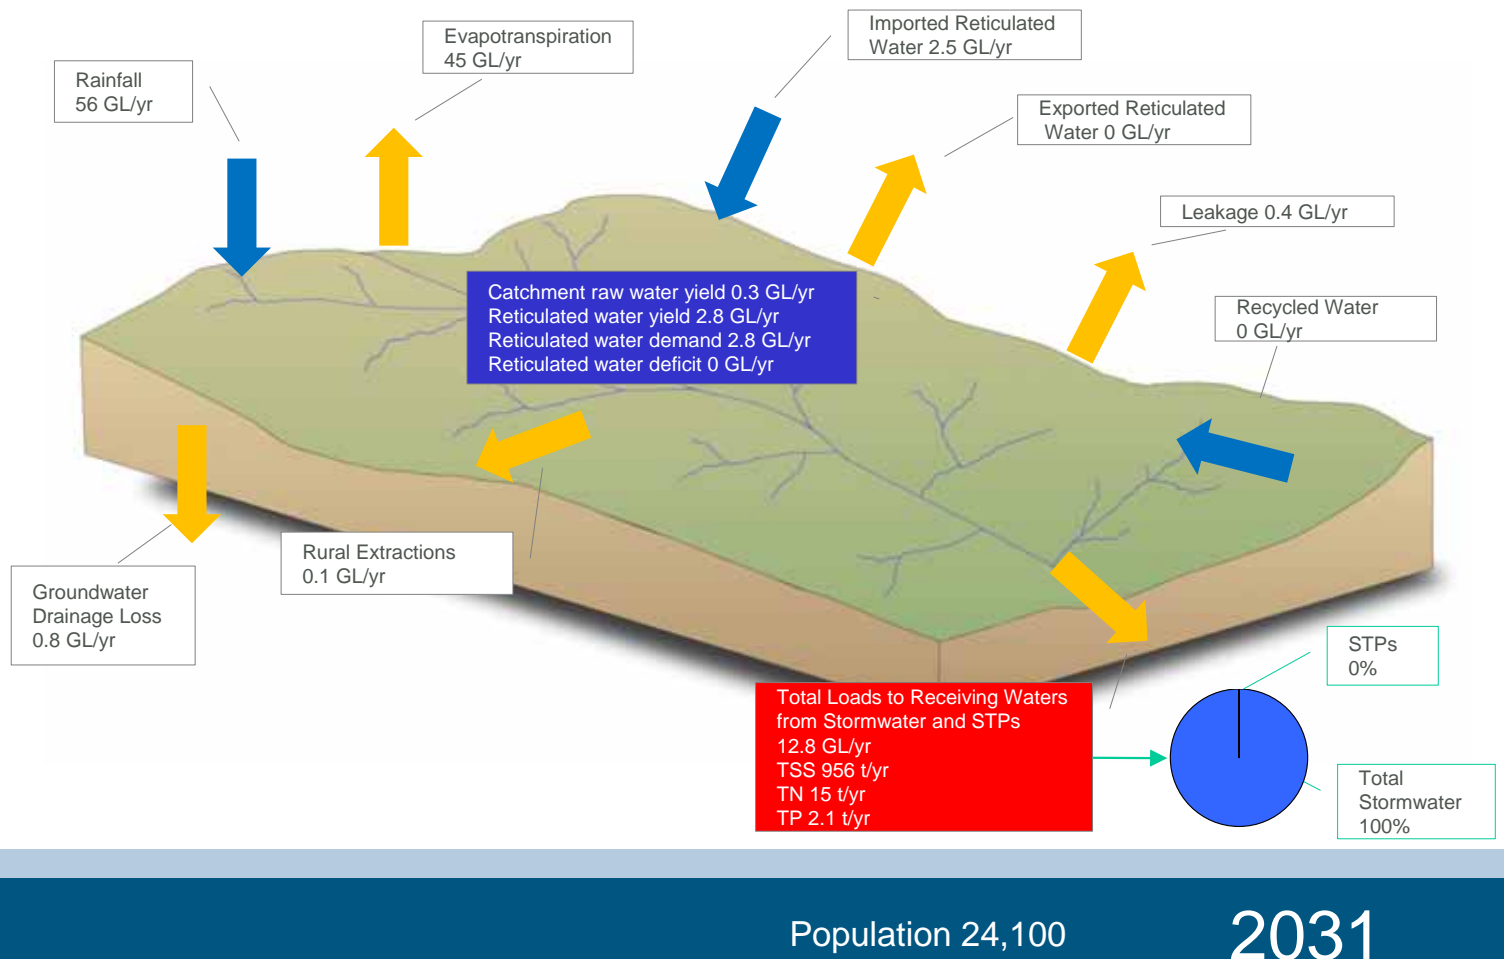 Imported Reticulated
Water 2.5 GL/yr
Evapotranspiration
45 GL/yr
Rainfall
56 GL/yr
Exported Reticulated
Water 0 GL/yr
Leakage 0.4 GL/yr
Catchment raw water yield 0.3 GL/yr
Reticulated water yield 2.8 GL/yr
Reticulated water demand 2.8 GL/yr
Reticulated water deficit 0 GL/yr
Recycled Water
0 GL/yr
Rural Extractions
0.1 GL/yr
Groundwater
Drainage Loss
0.8 GL/yr
STPs
0%
Total Loads to Receiving Waters
from Stormwater and STPs
12.8 GL/yr
TSS 956 t/yr
TN 15 t/yr
TP 2.1 t/yr
Total
Stormwater
100%
Population 24,100
2031